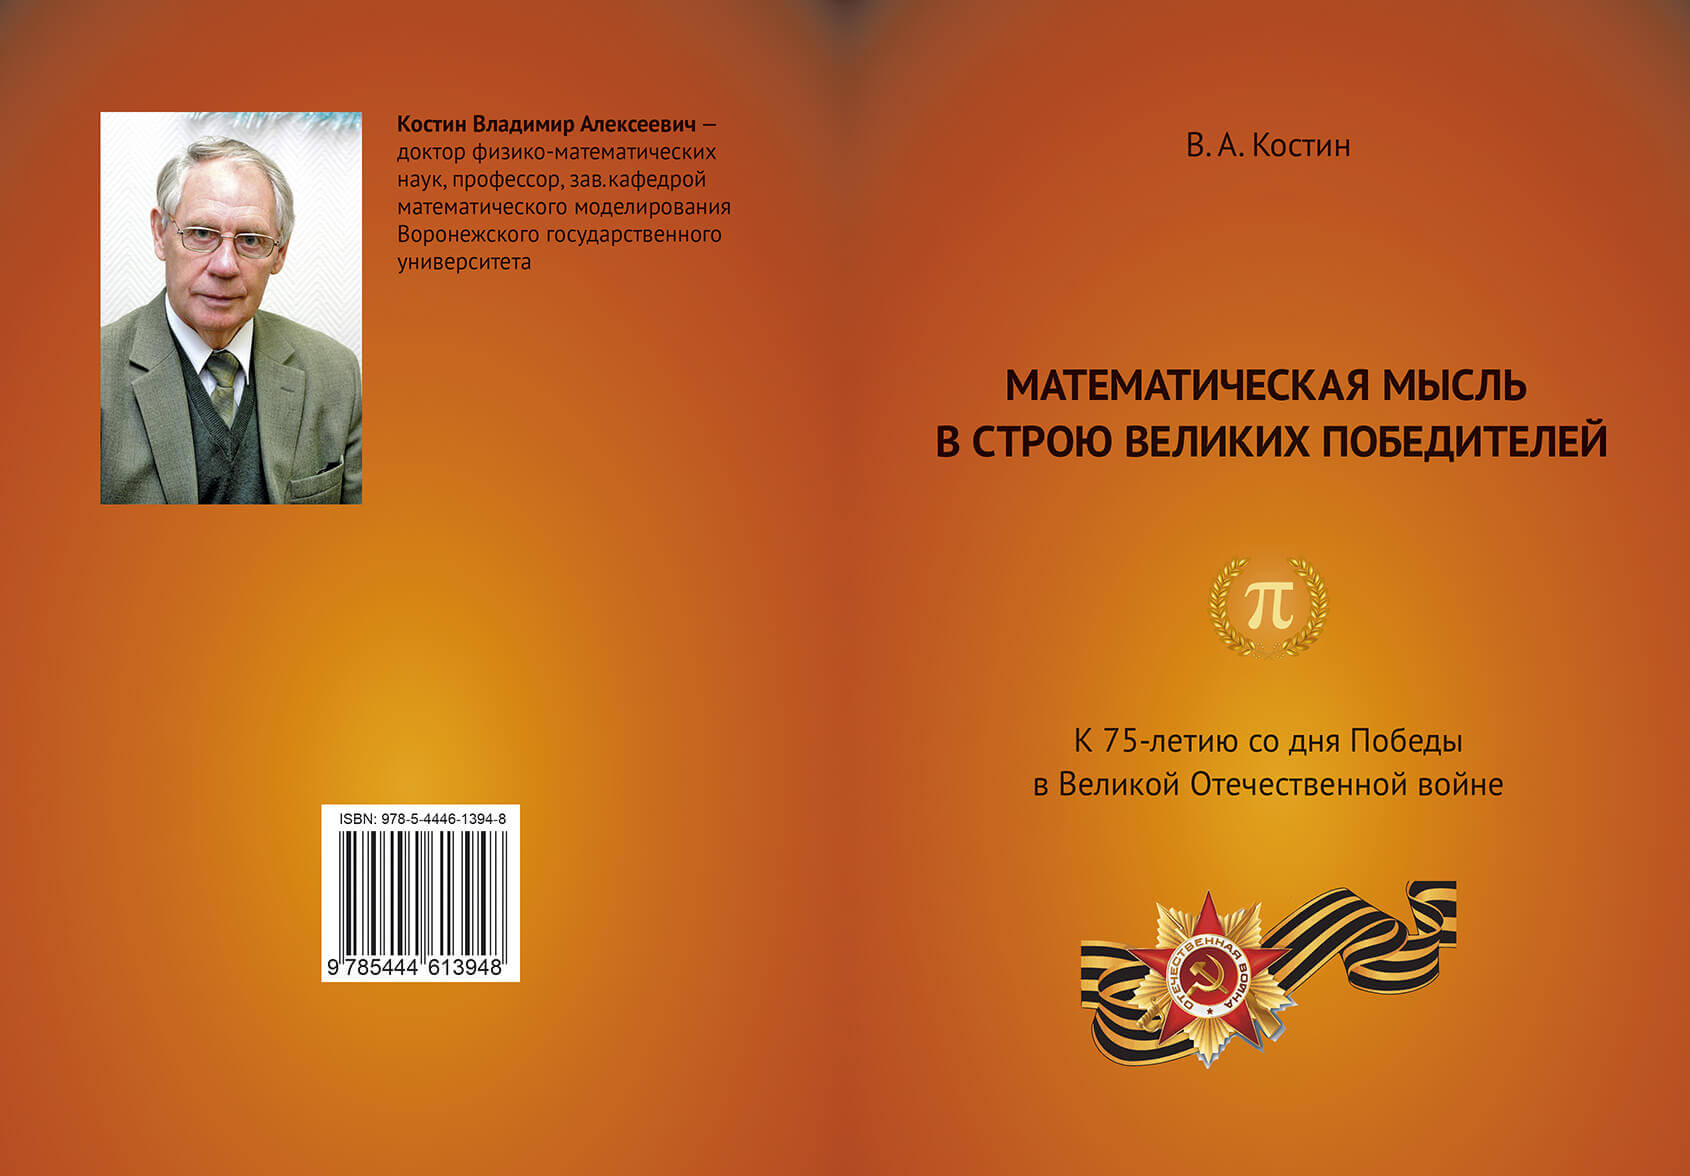 Костин Владимир Алексеевич —
доктор физико-математических
наук, профессор, зав.кафедрой
математического моделирования
Воронежского государственного
университета
ISBN: 978-5-4446-1394-8
9 785444 613948
В. А. Костин
МАТЕМАТИЧЕСКАЯ МЫСЛЬ
В СТРОЮ ВЕЛИКИХ ПОБЕДИТЕЛЕЙ
π
К 75-летию со дня Победы
в Великой Отечественной войне
ОТЕЧЕСТВЕННАЯ ВОЙНА